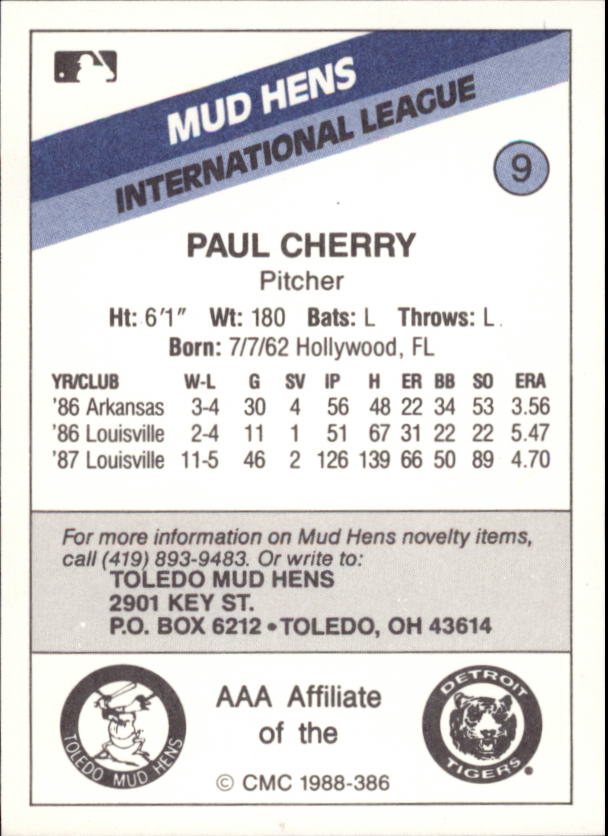 MUD HENS
INTERNATIONAL LEAGUE
9
PAUL CHERRY
Pitcher
Ht: 6'1" Wt: 180 Bats: L Throws: L
Born: 7/7/62 Hollywood, FL
YR/CLUB W-L G SV IP H ER BB SO ERA
'86 Arkansas 3-4 30 4 56 48 22 34 53 3.56
'86 Louisville 2-4 11 1 51 67 31 22 22 5.47
'87 Louisville 11-5 46 2 126 139 66 50 89 4.70
For more information on Mud Hens novelty items,
call (419) 893-9483. Or write to:
TOLEDO MUD HENS
2901 KEY ST.
P.O. BOX 6212 • TOLEDO, OH 43614
TOLEDO MUD HENS
AAA Affiliate
of the
DETROIT
TIGERS®
© CMC 1988-386